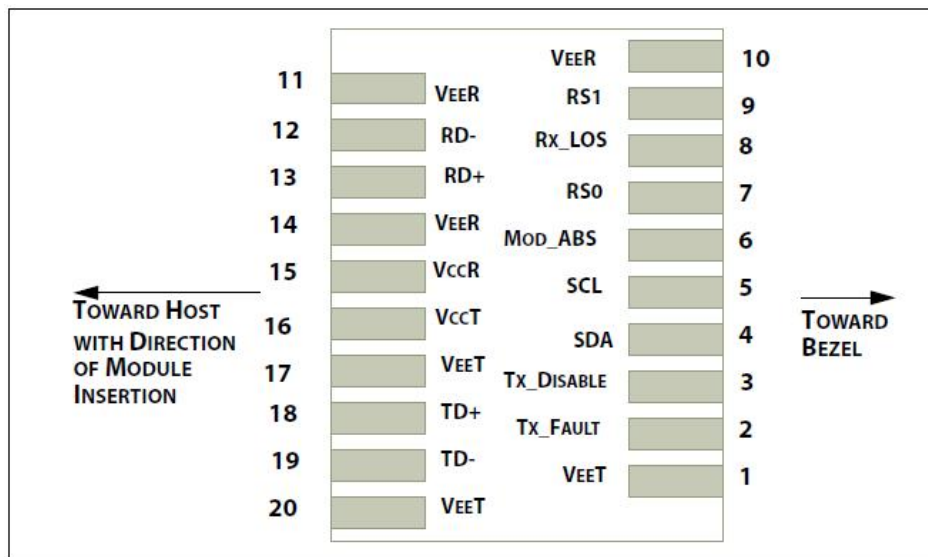 11
VEER
12
RD-
13
RD+
14
VEER
15
VCCR
16
VCCT
17
VEET
18
TD+
19
TD-
20
VEET
TOWARD HOST
WITH DIRECTION
OF MODULE
INSERTION
VEER
10
RS1
9
RX_LOS
8
RS0
7
MOD_ABS
6
SCL
5
SDA
4
TX_DISABLE
3
TX_FAULT
2
VEET
1
TOWARD
BEZEL